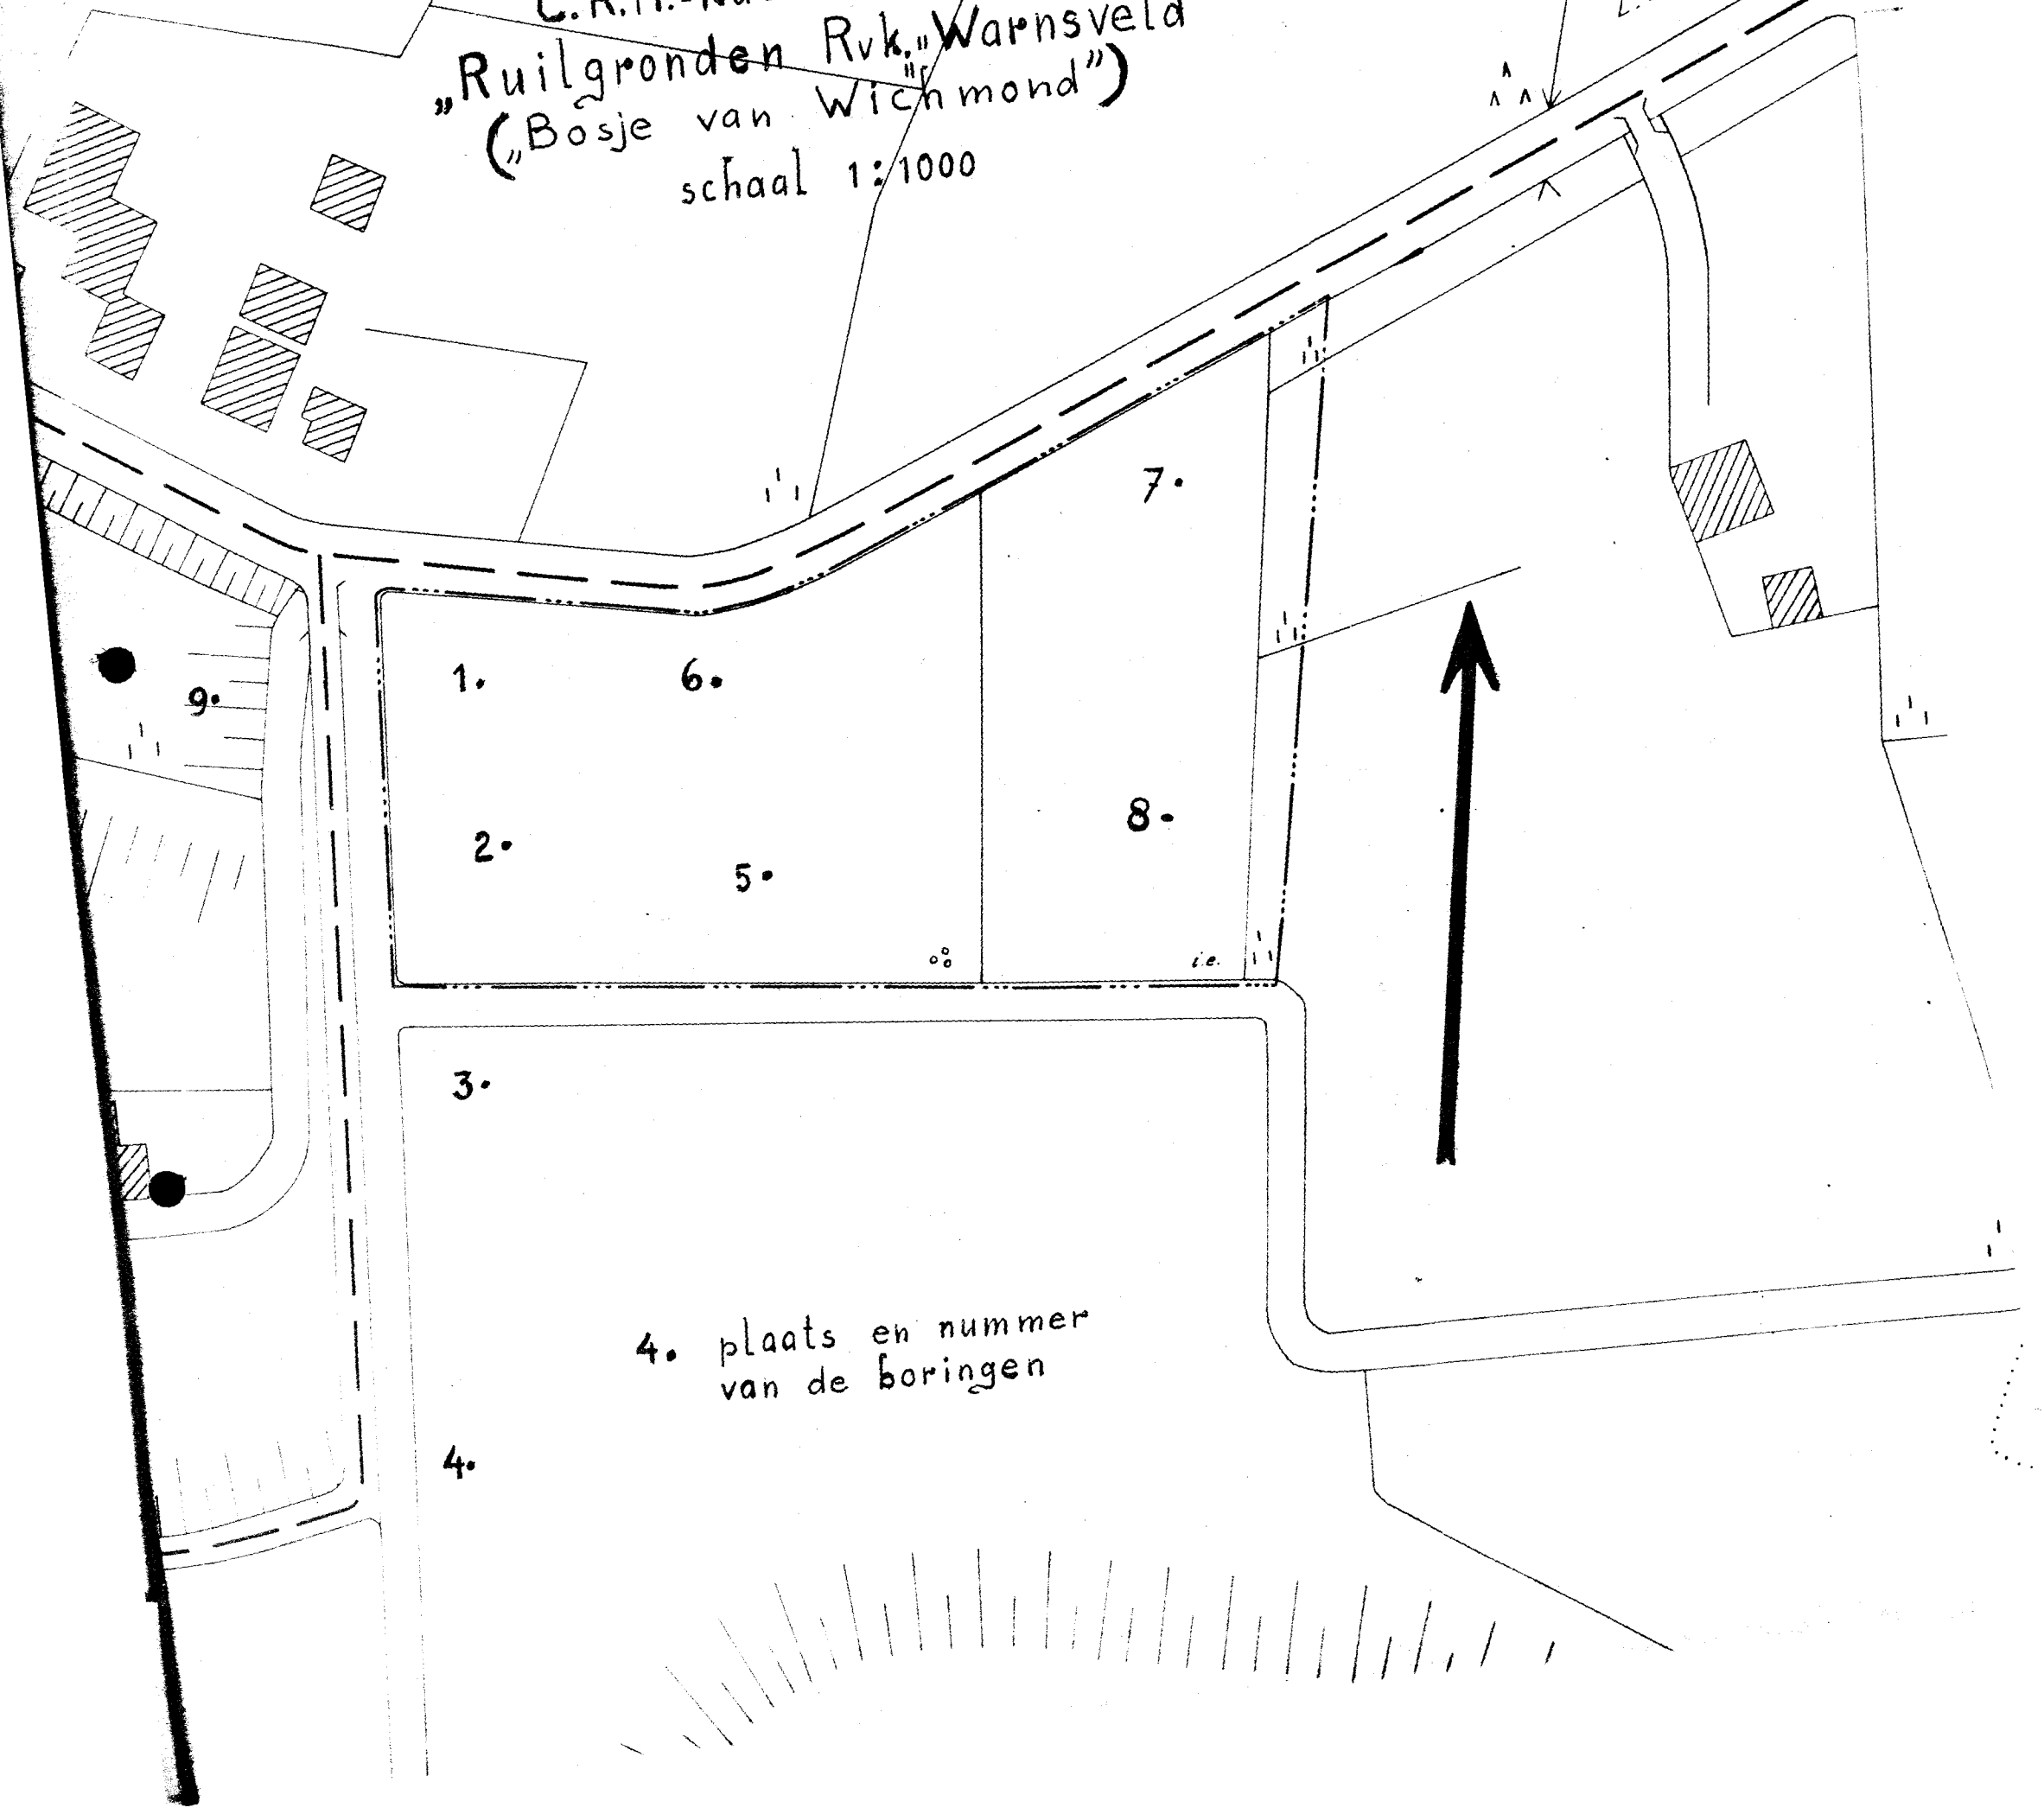 „Ruilgronden Rvk. „Warnsveld"
(„Bosje van Wichmond")
schaal 1:1000
7.
1.
6.
9.
8.
2.
5.
i.e.
3.
4. plaats en nummer
van de boringen
4.